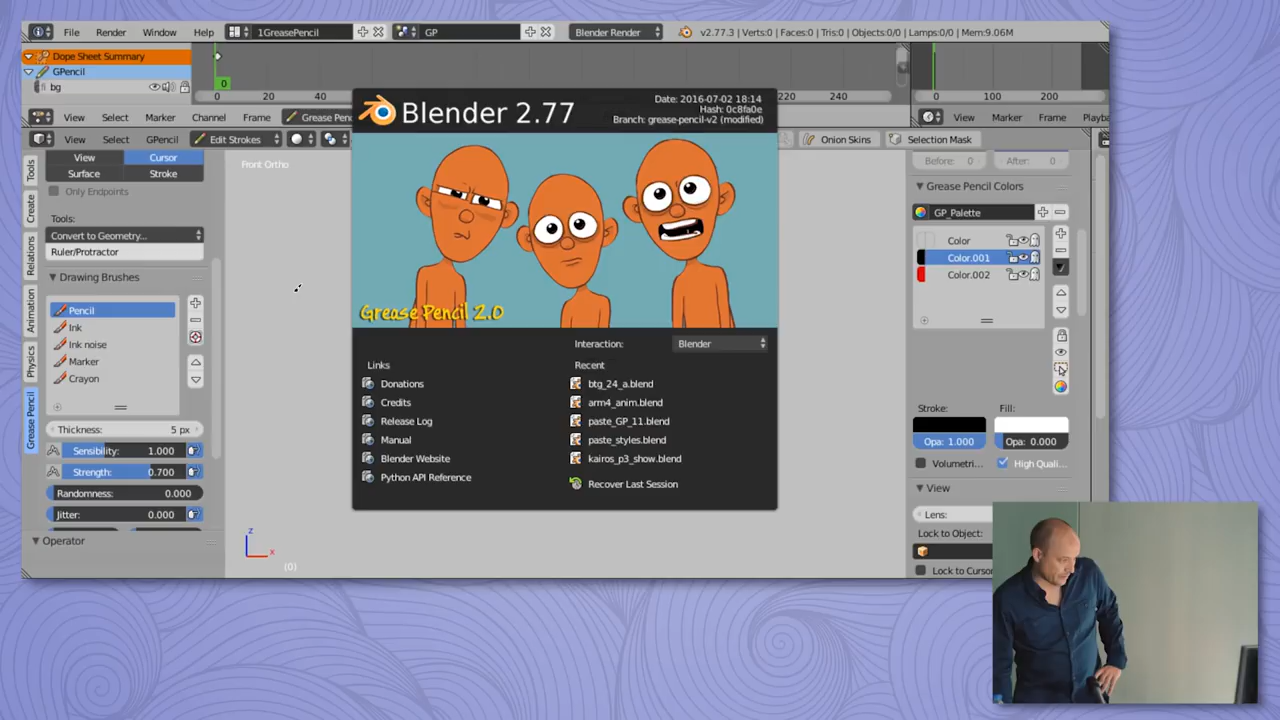 File Render Window Help 1GreasePencil GP Blender Render v2.77.3 | Verts:0 | Faces:0 | Tris:0 | Objects:0/0 | Lamps:0/0 | Mem:9.06M
Dope Sheet Summary
GPencil
bg
0
0 20 40 220 240 0 100 200
View Select Marker Channel Frame Grease Pen View Marker Frame Playba
View Select GPencil Edit Strokes Onion Skins Selection Mask
Front Ortho
Tools
Create
Relations
Animation
Physics
Grease Pencil
View Cursor
Surface Stroke
Only Endpoints
Tools:
Convert to Geometry...
Ruler/Protractor
Drawing Brushes
Pencil
Ink
Ink noise
Marker
Crayon
Thickness: 5 px
Sensibility: 1.000
Strength: 0.700
Randomness: 0.000
Jitter: 0.000
Operator
z
x
(0)
Blender 2.77
Date: 2016-07-02 18:14
Hash: 0c8fa0e
Branch: grease-pencil-v2 (modified)
Grease Pencil 2.0
Interaction: Blender
Links
Donations
Credits
Release Log
Manual
Blender Website
Python API Reference
Recent
btg_24_a.blend
arm4_anim.blend
paste_GP_11.blend
paste_styles.blend
kairos_p3_show.blend
Recover Last Session
Before: 0 After: 0
Grease Pencil Colors
GP_Palette
Color
Color.001
Color.002
Stroke: Fill:
Opa: 1.000 Opa: 0.000
Volumetri... High Quali...
View
Lens:
Lock to Object:
Lock to Cursor